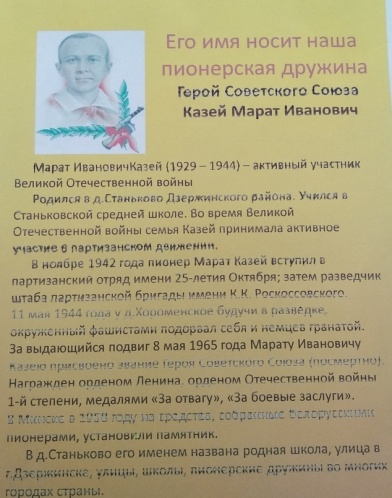 Его имя носит наша
пионерская дружина
Герой Советского Союза
Казей Марат Иванович
Марат ИвановичКазей (1929 – 1944) – активный участник
Великой Отечественной войны
Родился в д.Станьково Дзержинского района. Учился в
Станьковской средней школе. Во время Великой
Отечественной войны семья Казей принимала активное
участие в партизанском движении.
В ноябре 1942 года пионер Марат Казей вступил в
партизанский отряд имени 25-летия Октября; затем разведчик
штаба партизанской бригады имени К.К. Рокоссовского.
11 мая 1944 года у д.Хороменское будучи в разведке,
окруженный фашистами подорвал себя и немцев гранатой.
За выдающийся подвиг 8 мая 1965 года Марату Ивановичу
Казею присвоено звание Героя Советского Союза (посмертно).
Награжден орденом Ленина. орденом Отечественной войны
1-й степени, медалями «За отвагу», «За боевые заслуги».
В Минске в 1958 году на средства, собранные белорусскими
пионерами, установили памятник.
В д.Станьково его именем названа родная школа, улица в
г.Дзержинске, улицы, школы, пионерские дружины во многих
городах страны.